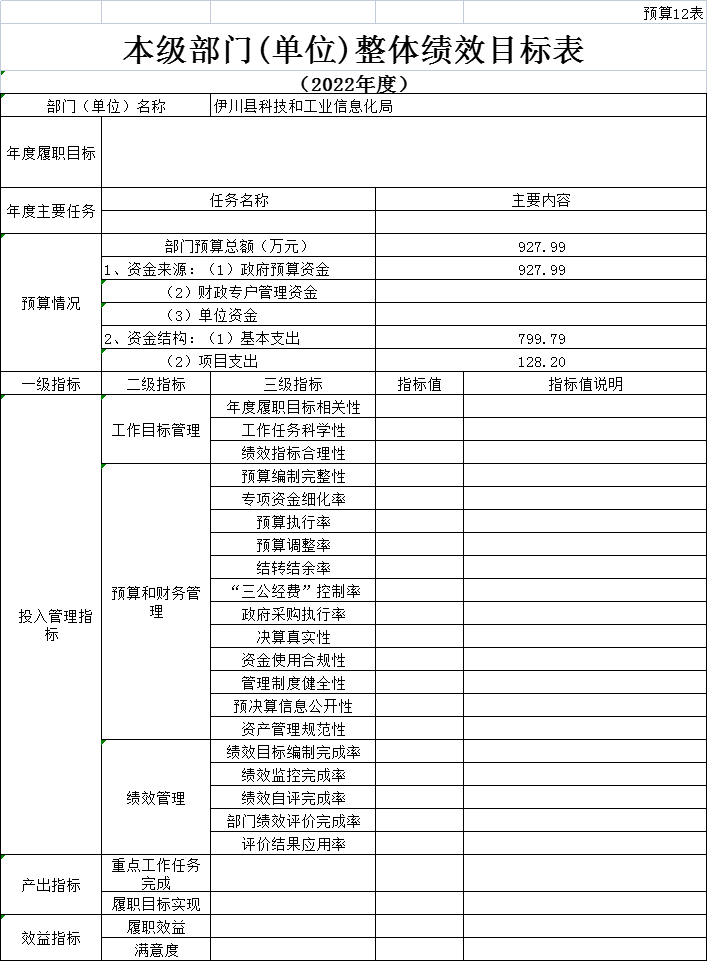 预算12表
本级部门(单位)整体绩效目标表
（2022年度）
部门（单位）名称 伊川县科技和工业信息化局
年度履职目标
年度主要任务 任务名称 主要内容
预算情况
部门预算总额（万元） 927.99
1、资金来源：（1）政府预算资金 927.99
（2）财政专户管理资金
（3）单位资金
2、资金结构：（1）基本支出 799.79
（2）项目支出 128.20
一级指标 二级指标 三级指标 指标值 指标值说明
投入管理指
标
工作目标管理
年度履职目标相关性
工作任务科学性
绩效指标合理性
预算和财务管
理
预算编制完整性
专项资金细化率
预算执行率
预算调整率
结转结余率
“三公经费”控制率
政府采购执行率
决算真实性
资金使用合规性
管理制度健全性
预决算信息公开性
资产管理规范性
绩效管理
绩效目标编制完成率
绩效监控完成率
绩效自评完成率
部门绩效评价完成率
评价结果应用率
产出指标
重点工作任务
完成
履职目标实现
效益指标
履职效益
满意度